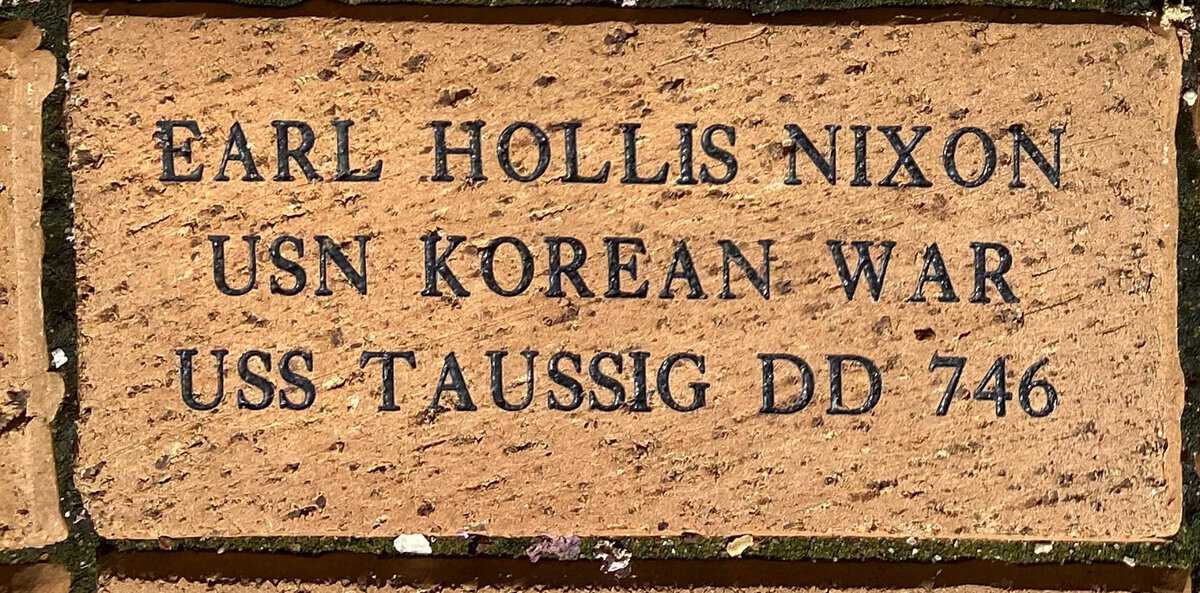 EARL HOLLIS NIXON
USN KOREAN WAR
USS TAUSSIG DD 746